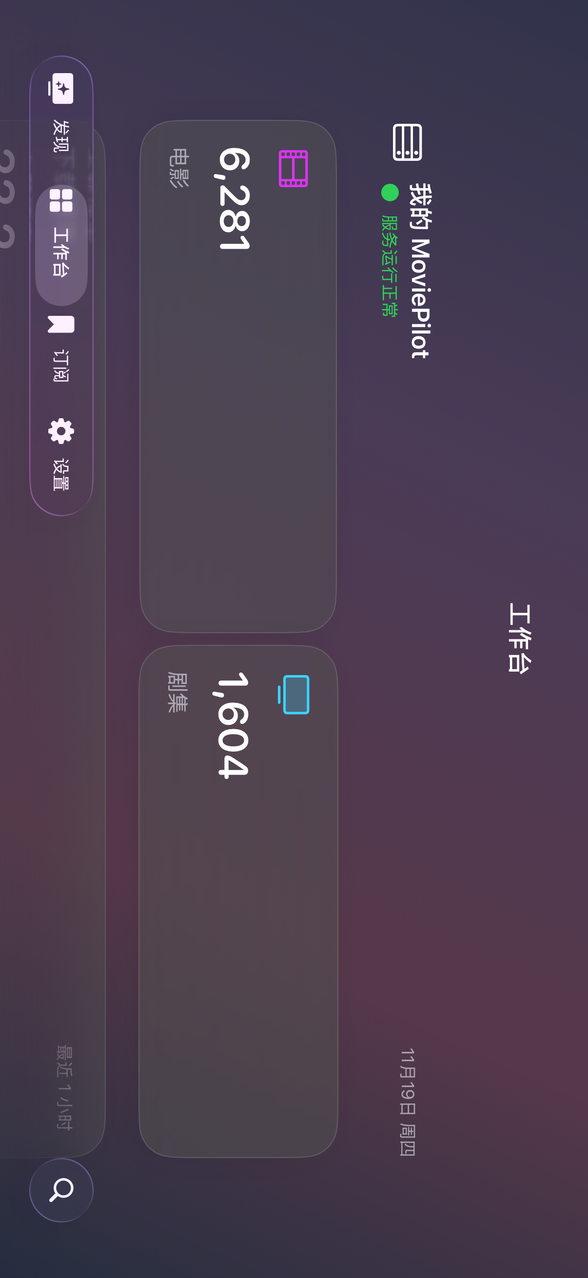 工作台
我的 MoviePilot
服务运行正常
11月19日 周四
6,281
电影
1,604
剧集
最近 1 小时
发现
工作台
订阅
设置